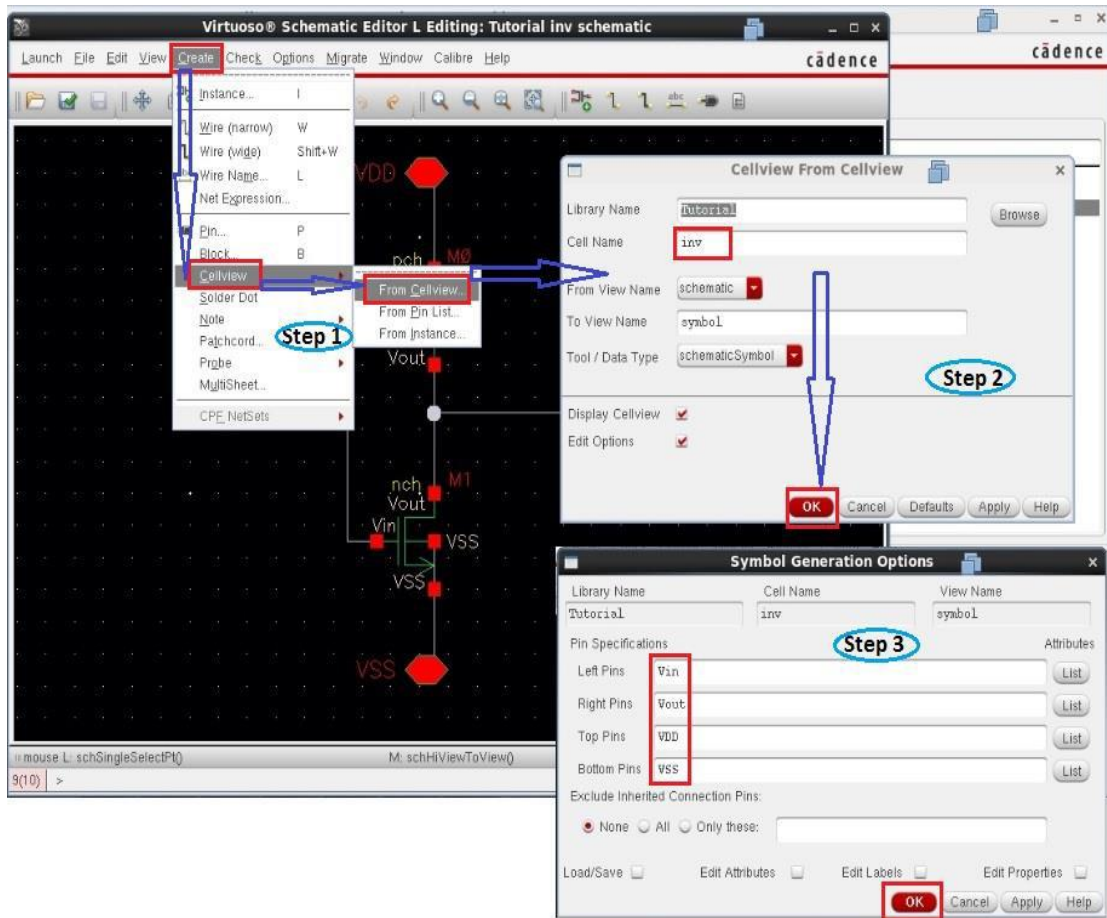 Virtuoso® Schematic Editor L Editing: Tutorial inv schematic
Launch File Edit View Create Check Options Migrate Window Calibre Help
cādence
cādence
Instance... I
Wire (narrow) W
Wire (wide) Shift+W
Wire Name... L
Net Expression...
Pin... P
Block... B
Cellview
Solder Dot
Note
Patchcord...
Probe
MultiSheet...
CPF NetSets
From Cellview...
From Pin List...
From Instance...
Step 1
abc
VDD
pch M0
Vout
nch M1
Vout
Vin
VSS
VSS
VSS
mouse L: schSingleSelectPt() M: schHiViewToView()
9(10) >
Cellview From Cellview
Library Name Tutorial Browse
Cell Name inv
From View Name schematic
To View Name symbol
Tool / Data Type schematicSymbol
Step 2
Display Cellview
Edit Options
OK Cancel Defaults Apply Help
Symbol Generation Options
Library Name Cell Name View Name
Tutorial inv symbol
Pin Specifications Step 3 Attributes
Left Pins Vin List
Right Pins Vout List
Top Pins VDD List
Bottom Pins VSS List
Exclude Inherited Connection Pins:
None All Only these:
Load/Save Edit Attributes Edit Labels Edit Properties
OK Cancel Apply Help